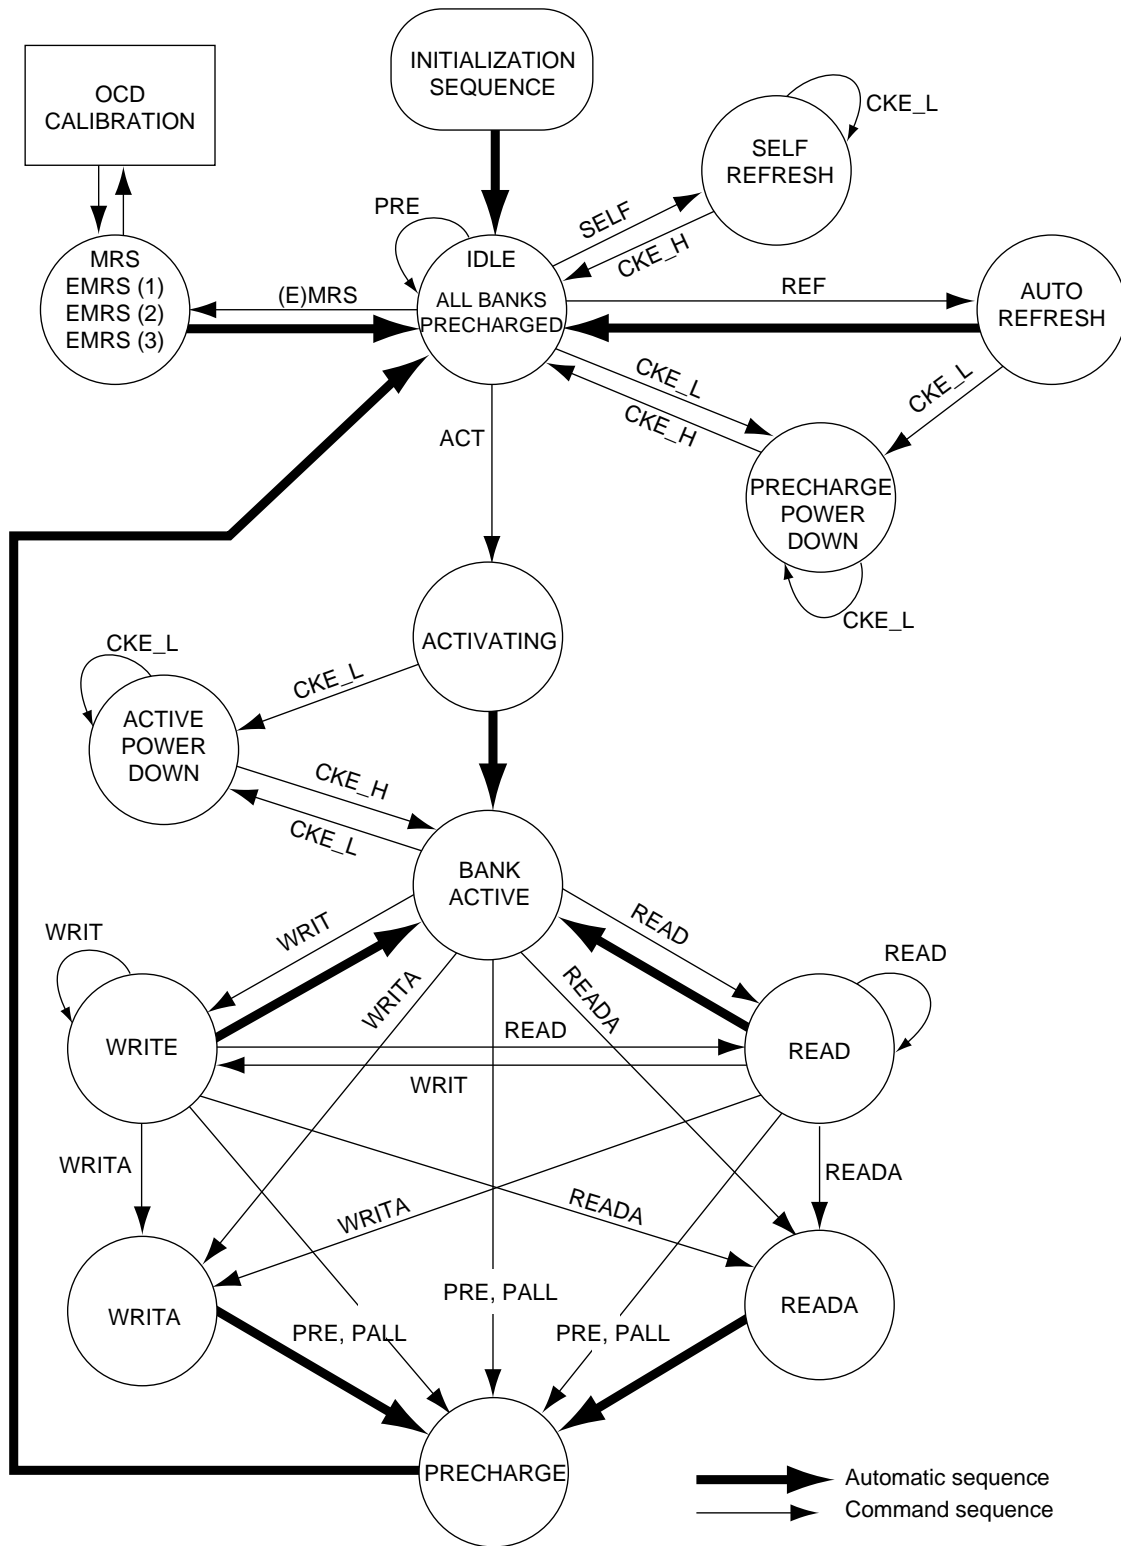 INITIALIZATION
SEQUENCE
OCD
CALIBRATION
CKE_L
SELF
REFRESH
PRE
SELF
CKE_H
IDLE
ALL BANKS
PRECHARGED
MRS
EMRS (1)
EMRS (2)
EMRS (3)
(E)MRS
REF
AUTO
REFRESH
CKE_L
CKE_H
CKE_L
ACT
PRECHARGE
POWER
DOWN
CKE_L
ACTIVATING
CKE_L
CKE_L
ACTIVE
POWER
DOWN
CKE_H
CKE_L
BANK
ACTIVE
WRIT
WRIT
WRITA
READA
READ
READ
WRITE
READ
WRIT
READ
WRITA
WRITA
READA
READA
WRITA
PRE, PALL
PRE, PALL
PRE, PALL
READA
PRECHARGE
Automatic sequence
Command sequence